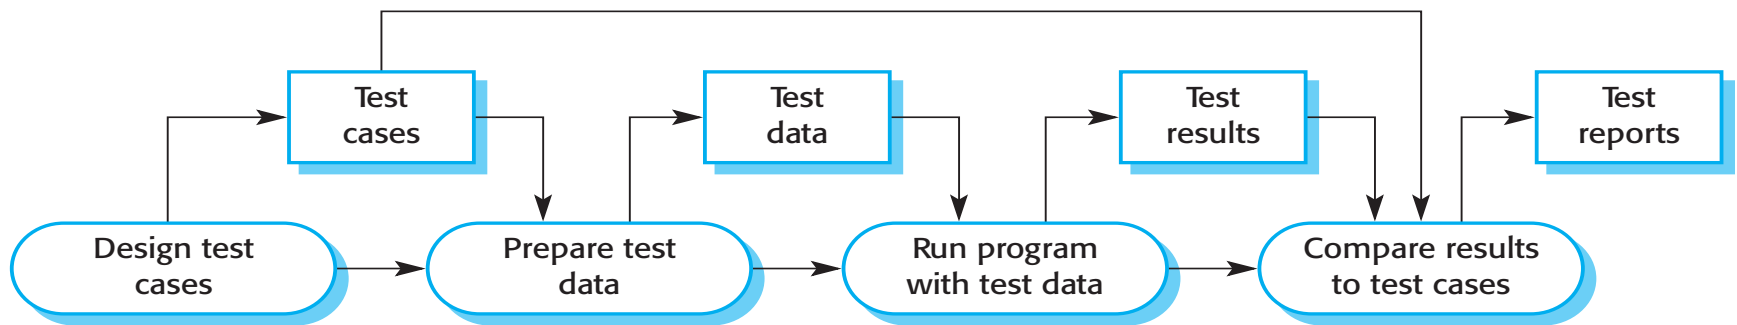 Test
cases
Test
data
Test
results
Test
reports
Design test
cases
Prepare test
data
Run program
with test data
Compare results
to test cases